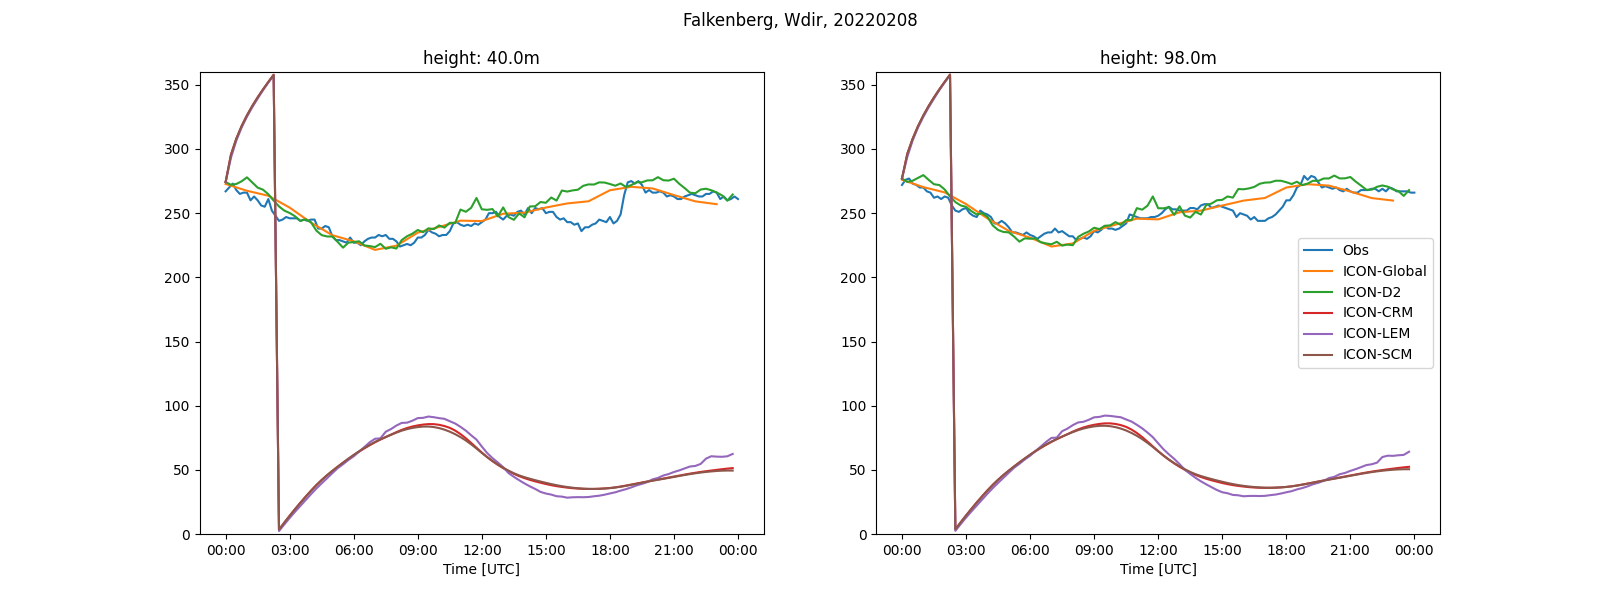 Falkenberg, Wdir, 20220208
height: 40.0m
350
300
250
200
150
100
50
0
00:00 03:00 06:00 09:00 12:00 15:00 18:00 21:00 00:00
Time [UTC]
height: 98.0m
350
300
250
200
150
100
50
0
Obs
ICON-Global
ICON-D2
ICON-CRM
ICON-LEM
ICON-SCM
00:00 03:00 06:00 09:00 12:00 15:00 18:00 21:00 00:00
Time [UTC]